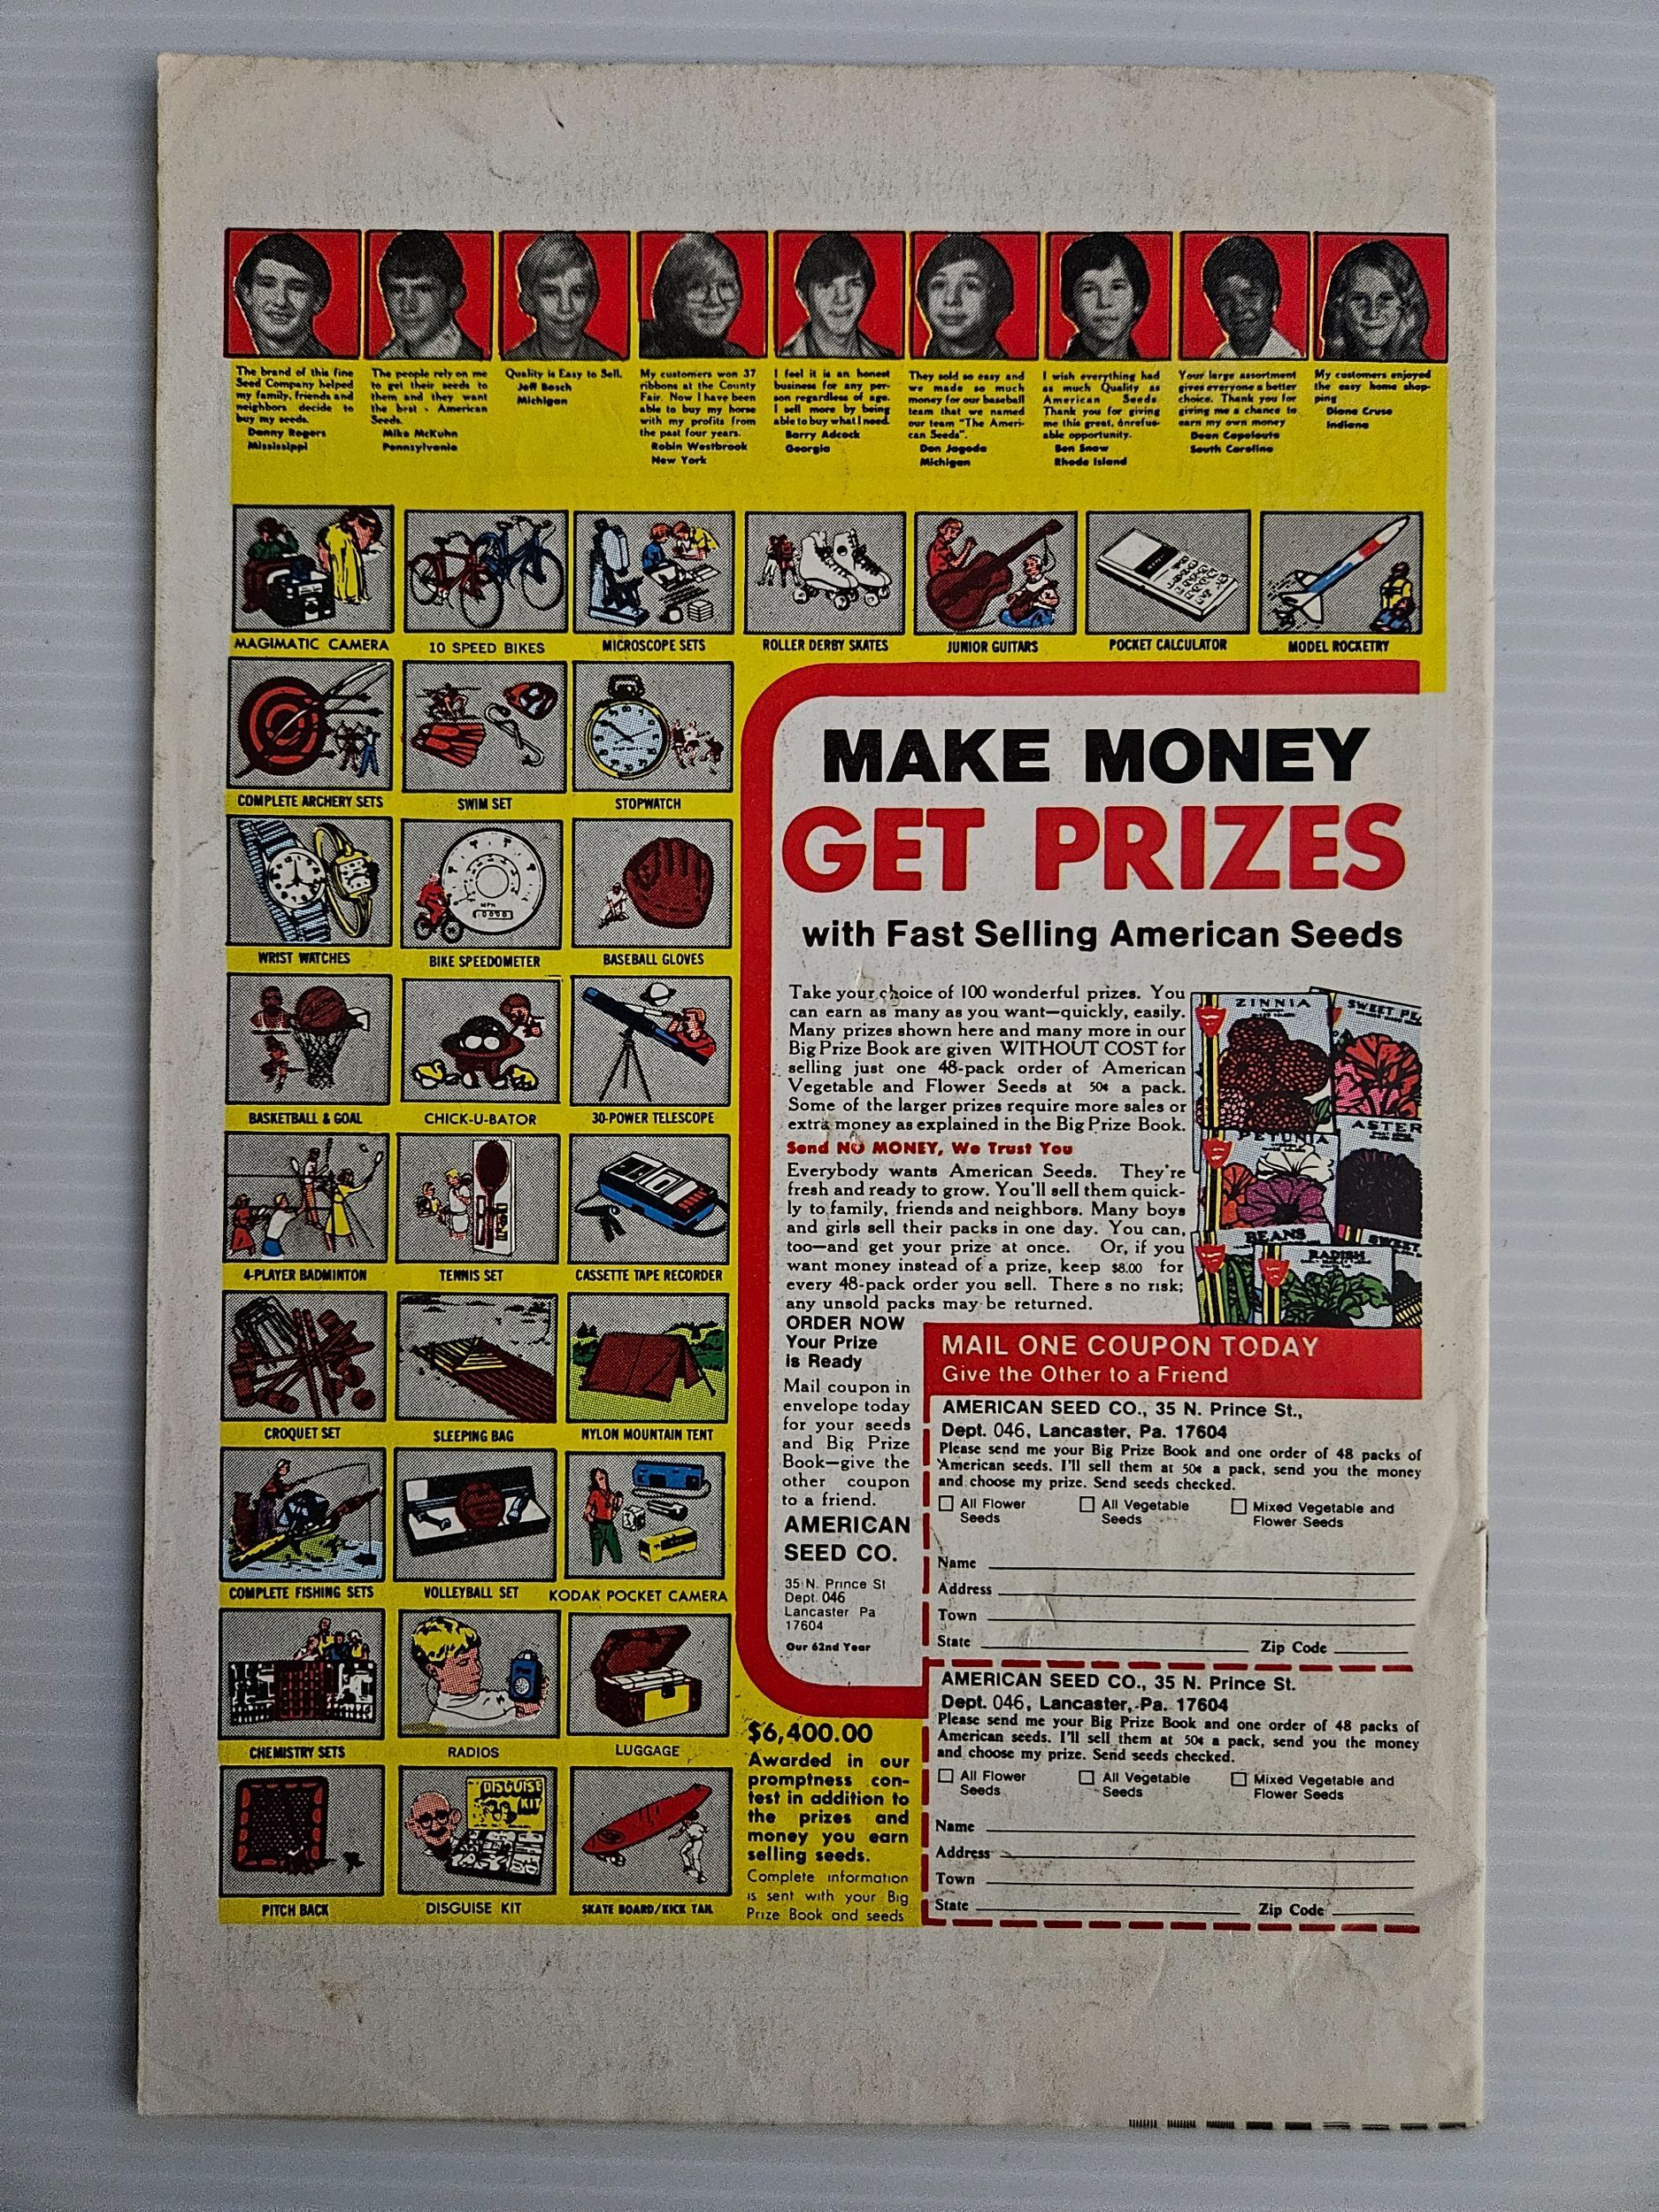 The brand of this fine
Seed Company helped
my family, friends and
neighbors decide to
buy my seeds.
Danny Rogers
Mississippi
The people rely on me
to get their seeds to
them and they want
the best - American
Seeds.
Mike McKuhn
Pennsylvania
Quality is Easy to Sell.
Jeff Besch
Michigan
My customers won 37
ribbons at the County
Fair. Now I have been
able to buy my horse
with my profits from
the past four years.
Robin Westbrook
New York
I feel it is an honest
business for any per-
son regardless of age.
I sell more by being
able to buy what I need.
Barry Adcock
Georgia
They sold so easy and
we made so much
money for our baseball
team that we named
our team "The Ameri-
can Seeds".
Don Jagoda
Michigan
I wish everything had
as much Quality as
American Seeds.
Thank you for giving
me this great, unrefus-
able opportunity.
Ben Snow
Rhode Island
Your large assortment
gives everyone a better
choice. Thank you for
giving me a chance to
earn my own money
Dean Capelouto
South Carolina
My customers enjoyed
the easy home shop-
ping
Diane Cruse
Indiana
MAGIMATIC CAMERA
10 SPEED BIKES
MICROSCOPE SETS
ROLLER DERBY SKATES
JUNIOR GUITARS
POCKET CALCULATOR
MODEL ROCKETRY
COMPLETE ARCHERY SETS
SWIM SET
STOPWATCH
WRIST WATCHES
MPH
BIKE SPEEDOMETER
BASEBALL GLOVES
BASKETBALL & GOAL
CHICK-U-BATOR
30-POWER TELESCOPE
4-PLAYER BADMINTON
TENNIS SET
CASSETTE TAPE RECORDER
CROQUET SET
SLEEPING BAG
NYLON MOUNTAIN TENT
COMPLETE FISHING SETS
VOLLEYBALL SET
KODAK POCKET CAMERA
CHEMISTRY SETS
RADIOS
LUGGAGE
DISGUISE
KIT
PITCH BACK
DISGUISE KIT
SKATE BOARD/KICK TAIL
MAKE MONEY
GET PRIZES
with Fast Selling American Seeds
Take your choice of 100 wonderful prizes. You
can earn as many as you want—quickly, easily.
Many prizes shown here and many more in our
Big Prize Book are given WITHOUT COST for
selling just one 48-pack order of American
Vegetable and Flower Seeds at 50¢ a pack.
Some of the larger prizes require more sales or
extra money as explained in the Big Prize Book.
Send NO MONEY, We Trust You
Everybody wants American Seeds. They're
fresh and ready to grow. You'll sell them quick-
ly to family, friends and neighbors. Many boys
and girls sell their packs in one day. You can,
too—and get your prize at once. Or, if you
want money instead of a prize, keep $8.00 for
every 48-pack order you sell. There s no risk;
any unsold packs may be returned.
ZINNIA
SWEET PE
ASTER
PETUNIA
SWEET
BEANS
RADISH
ORDER NOW
Your Prize
is Ready
Mail coupon in
envelope today
for your seeds
and Big Prize
Book—give the
other coupon
to a friend.
AMERICAN
SEED CO.
35 N. Prince St
Dept. 046
Lancaster Pa
17604
Our 62nd Year
$6,400.00
Awarded in our
promptness con-
test in addition to
the prizes and
money you earn
selling seeds.
Complete information
is sent with your Big
Prize Book and seeds
MAIL ONE COUPON TODAY
Give the Other to a Friend
AMERICAN SEED CO., 35 N. Prince St.,
Dept. 046, Lancaster, Pa. 17604
Please send me your Big Prize Book and one order of 48 packs of
American seeds. I'll sell them at 50¢ a pack, send you the money
and choose my prize. Send seeds checked.
All Flower Seeds
All Vegetable Seeds
Mixed Vegetable and Flower Seeds
Name
Address
Town
State Zip Code
AMERICAN SEED CO., 35 N. Prince St.
Dept. 046, Lancaster, Pa. 17604
Please send me your Big Prize Book and one order of 48 packs of
American seeds. I'll sell them at 50¢ a pack, send you the money
and choose my prize. Send seeds checked.
All Flower Seeds
All Vegetable Seeds
Mixed Vegetable and Flower Seeds
Name
Address
Town
State Zip Code